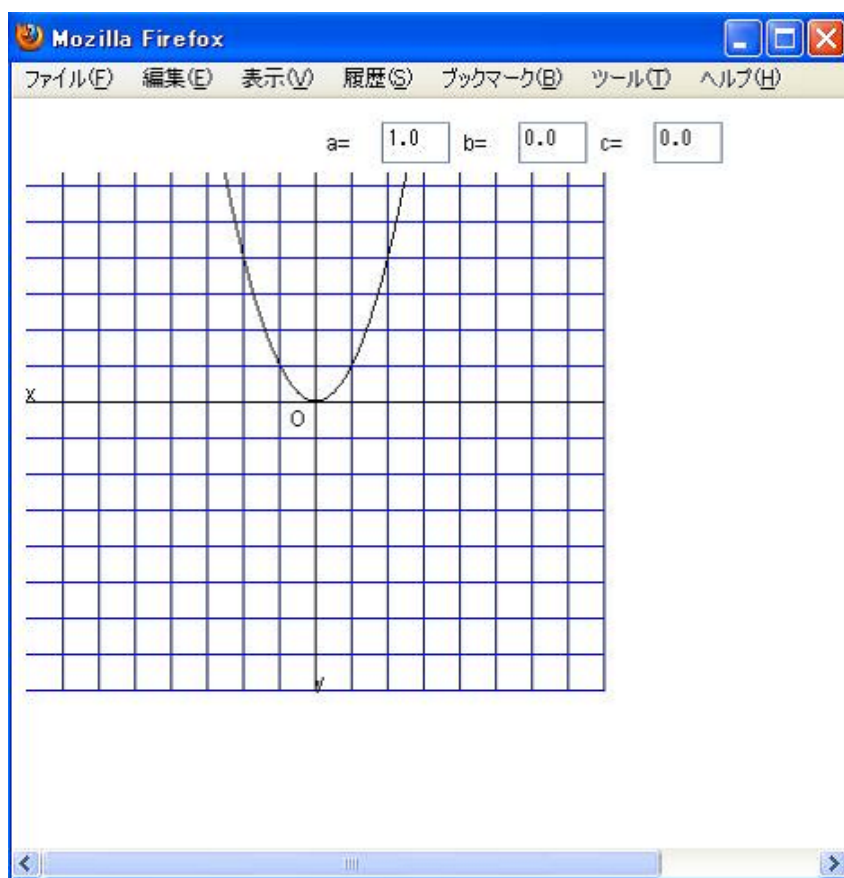 Mozilla Firefox
ファイル(F) 編集(E) 表示(V) 履歴(S) ブックマーク(B) ツール(T) ヘルプ(H)
a= 1.0 b= 0.0 c= 0.0
x
O
y